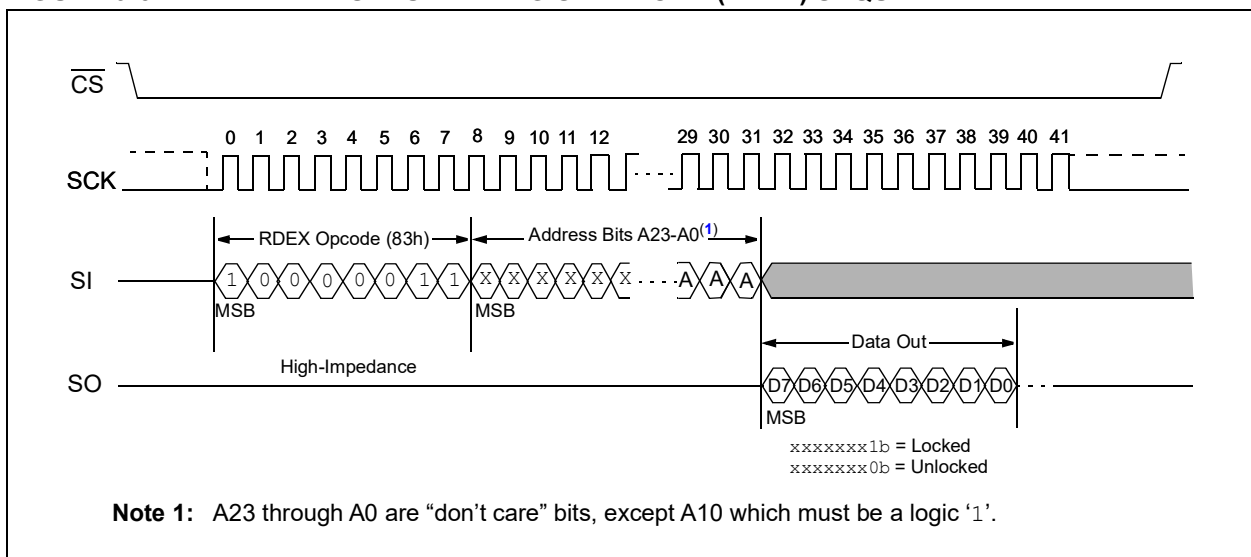 CS
0 1 2 3 4 5 6 7 8 9 10 11 12 29 30 31 32 33 34 35 36 37 38 39 40 41
SCK
RDEX Opcode (83h) Address Bits A23-A0(1)
SI 1 0 0 0 0 0 1 1 X X X X X X A A A
MSB MSB
Data Out
High-Impedance
SO D7 D6 D5 D4 D3 D2 D1 D0
MSB
xxxxxxx1b = Locked
xxxxxxx0b = Unlocked
Note 1: A23 through A0 are “don’t care” bits, except A10 which must be a logic ‘1’.